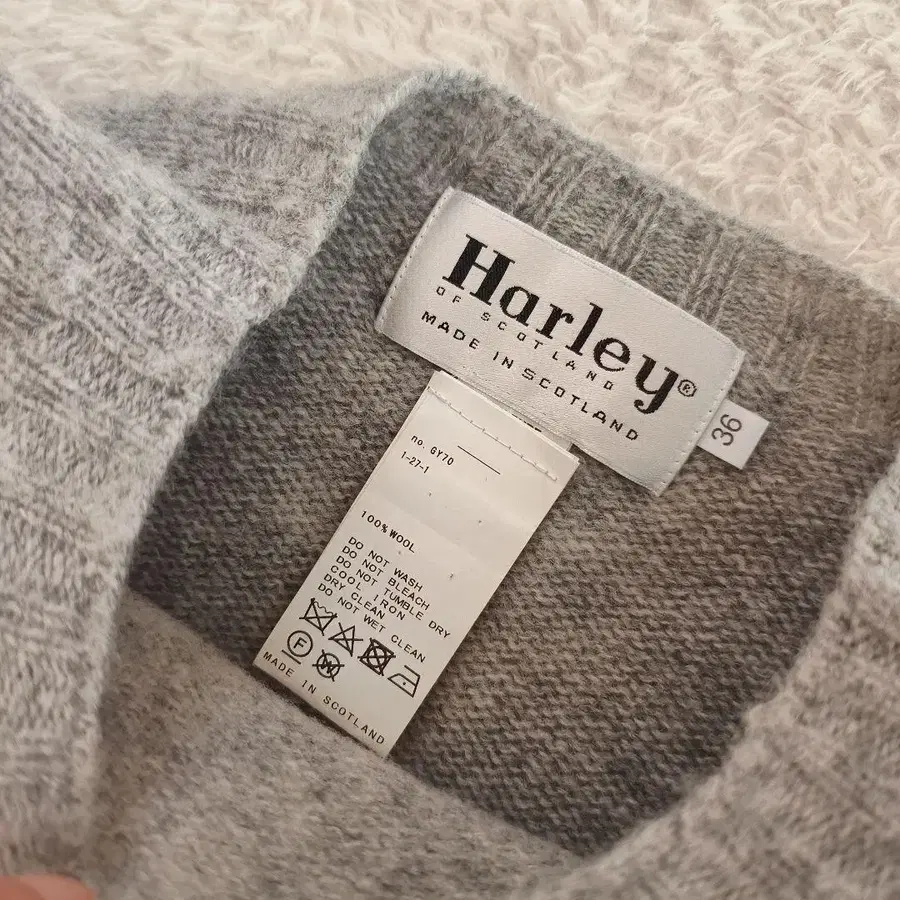 Harley®
OF SCOTLAND
MADE IN SCOTLAND
36
no. GY70
1-27-1
100% WOOL
DO NOT WASH
DO NOT BLEACH
DO NOT TUMBLE DRY
COOL IRON
DRY CLEAN
DO NOT WET CLEAN
F W
MADE IN SCOTLAND